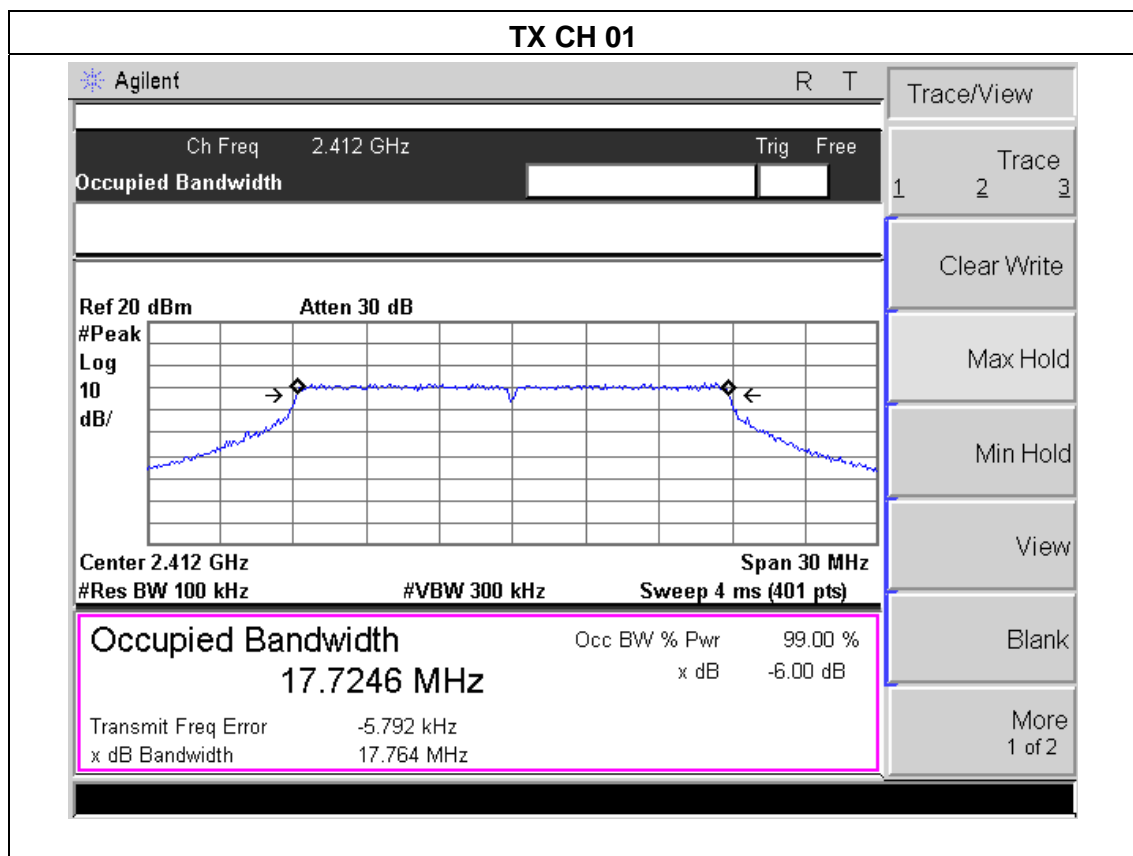 TX CH 01
Agilent R T
Trace/View
Ch Freq 2.412 GHz Trig Free
Occupied Bandwidth
Trace
1 2 3
Clear Write
Ref 20 dBm Atten 30 dB
#Peak
Log
10
dB/
Max Hold
Min Hold
View
Center 2.412 GHz Span 30 MHz
#Res BW 100 kHz #VBW 300 kHz Sweep 4 ms (401 pts)
Occupied Bandwidth Occ BW % Pwr 99.00 %
17.7246 MHz x dB -6.00 dB
Blank
Transmit Freq Error -5.792 kHz
x dB Bandwidth 17.764 MHz
More
1 of 2